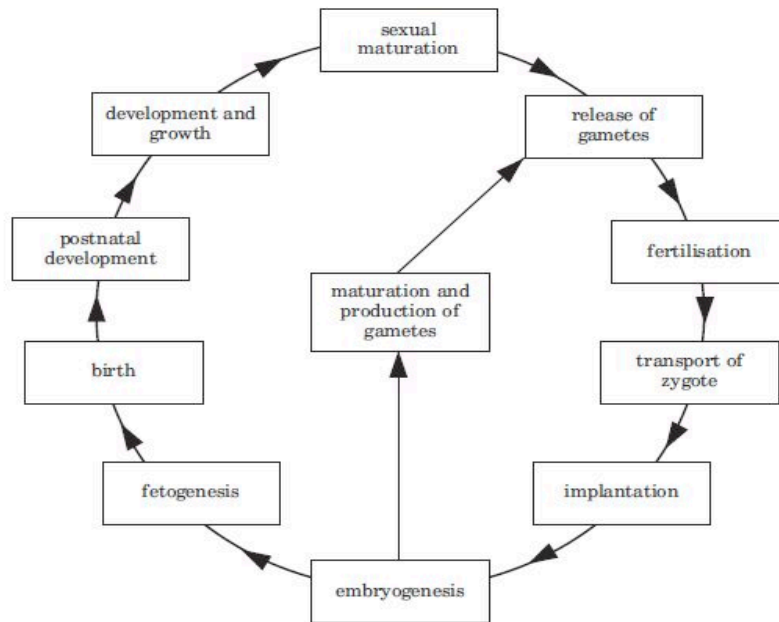 sexual
maturation
development and
growth
release of
gametes
postnatal
development
fertilisation
maturation and
production of
gametes
birth
transport of
zygote
fetogenesis
implantation
embryogenesis